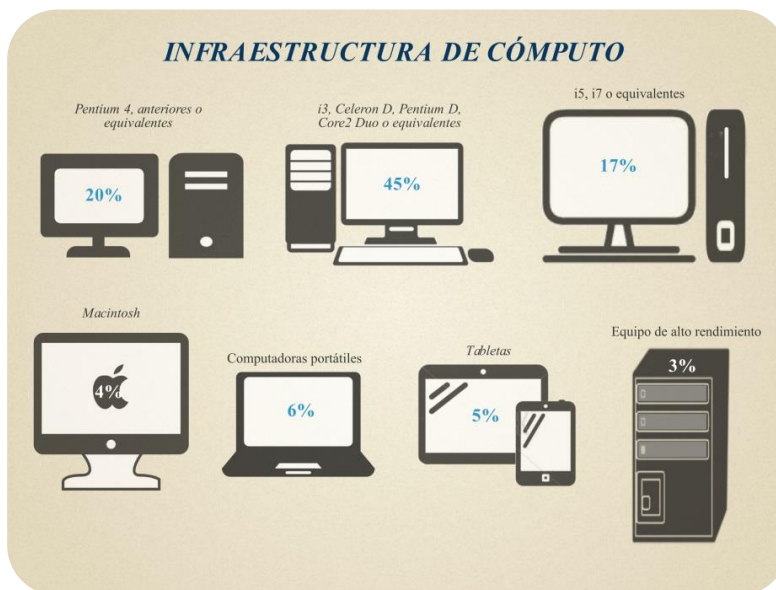 INFRAESTRUCTURA DE CÓMPUTO
Pentium 4, anteriores o
equivalentes
20%
i3, Celeron D, Pentium D,
Core2 Duo o equivalentes
45%
i5, i7 o equivalentes
17%
Macintosh
4%
Computadoras portátiles
6%
Tabletas
5%
Equipo de alto rendimiento
3%